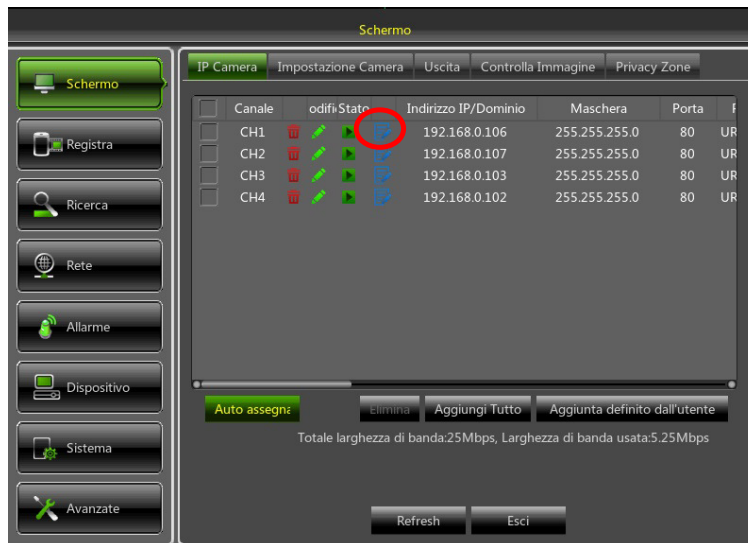 Schermo
Schermo
Registra
Ricerca
Rete
Allarme
Dispositivo
Sistema
Avanzate
IP Camera Impostazione Camera Uscita Controlla Immagine Privacy Zone
Canale odifi Stato Indirizzo IP/Dominio Maschera Porta
CH1 192.168.0.106 255.255.255.0 80 UR
CH2 192.168.0.107 255.255.255.0 80 UR
CH3 192.168.0.103 255.255.255.0 80 UR
CH4 192.168.0.102 255.255.255.0 80 UR
Auto assegna Elimina Aggiungi Tutto Aggiunta definito dall'utente
Totale larghezza di banda:25Mbps, Larghezza di banda usata:5.25Mbps
Refresh Esci